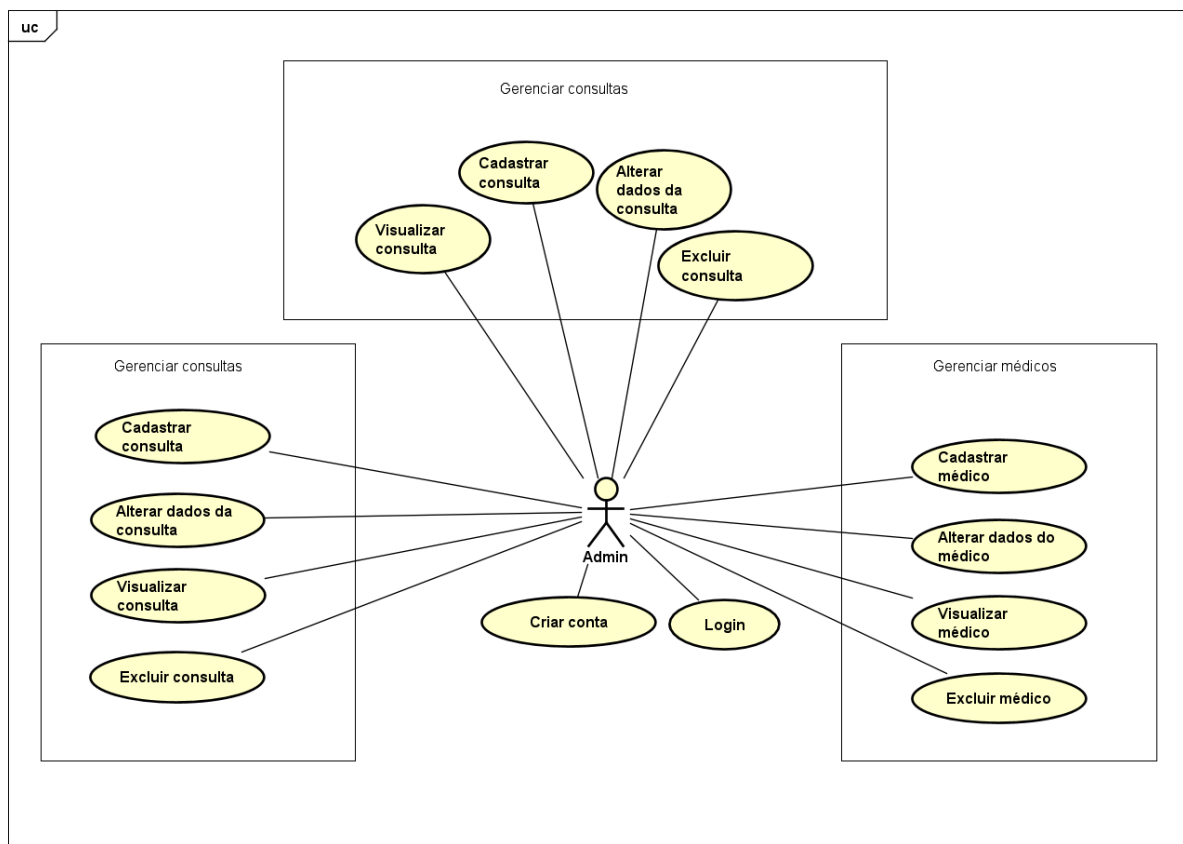 uc
Gerenciar consultas
Cadastrar
consulta
Alterar
dados da
consulta
Visualizar
consulta
Excluir
consulta
Gerenciar consultas
Cadastrar
consulta
Alterar dados da
consulta
Visualizar
consulta
Excluir consulta
Admin
Criar conta
Login
Gerenciar médicos
Cadastrar
médico
Alterar dados do
médico
Visualizar
médico
Excluir médico